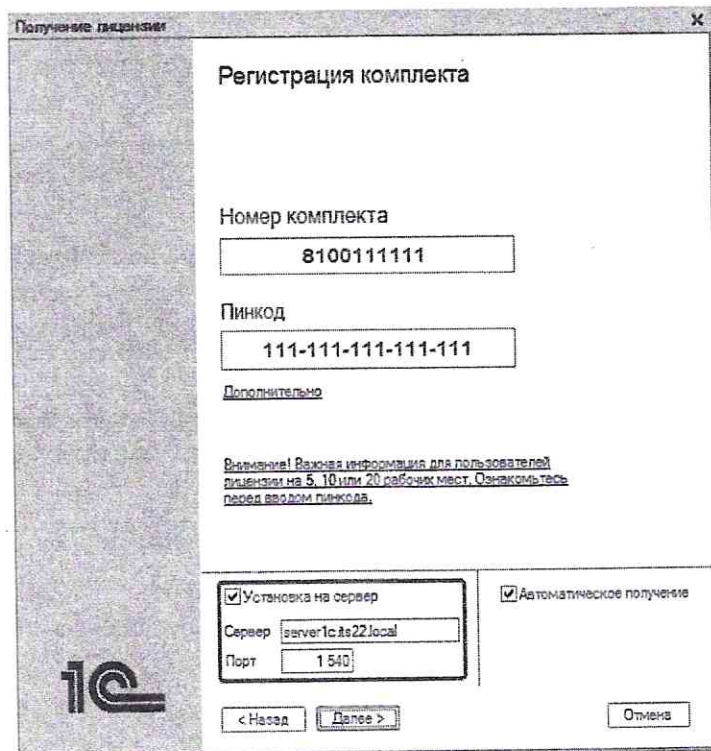 Получение лицензии
Регистрация комплекта
Номер комплекта
8100111111
Пинкод
111-111-111-111-111
Дополнительно
Внимание! Важная информация для пользователей
лицензии на 5, 10 или 20 рабочих мест. Ознакомьтесь
перед вводом пинкода.
Установка на сервер
Сервер server1c.its22.local
Порт 1 540
Автоматическое получение
1С
< Назад Далее > Отмена